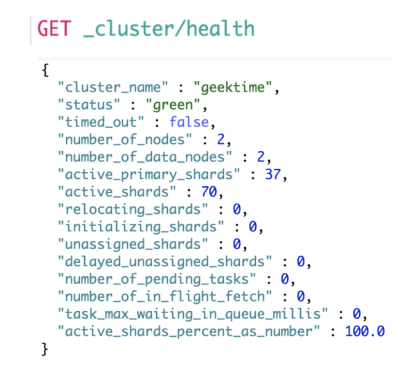 GET _cluster/health
{
"cluster_name" : "geektime",
"status" : "green",
"timed_out" : false,
"number_of_nodes" : 2,
"number_of_data_nodes" : 2,
"active_primary_shards" : 37,
"active_shards" : 70,
"relocating_shards" : 0,
"initializing_shards" : 0,
"unassigned_shards" : 0,
"delayed_unassigned_shards" : 0,
"number_of_pending_tasks" : 0,
"number_of_in_flight_fetch" : 0,
"task_max_waiting_in_queue_millis" : 0,
"active_shards_percent_as_number" : 100.0
}